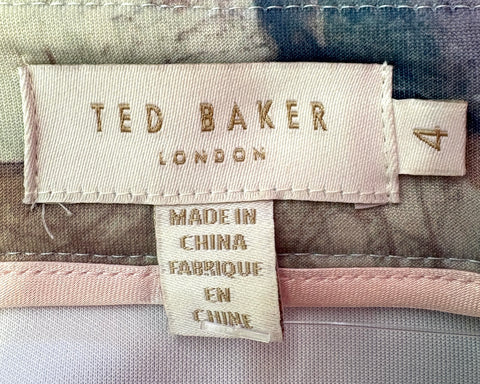 TED BAKER
LONDON
4
MADE IN
CHINA
FABRIQUE
EN
CHINE